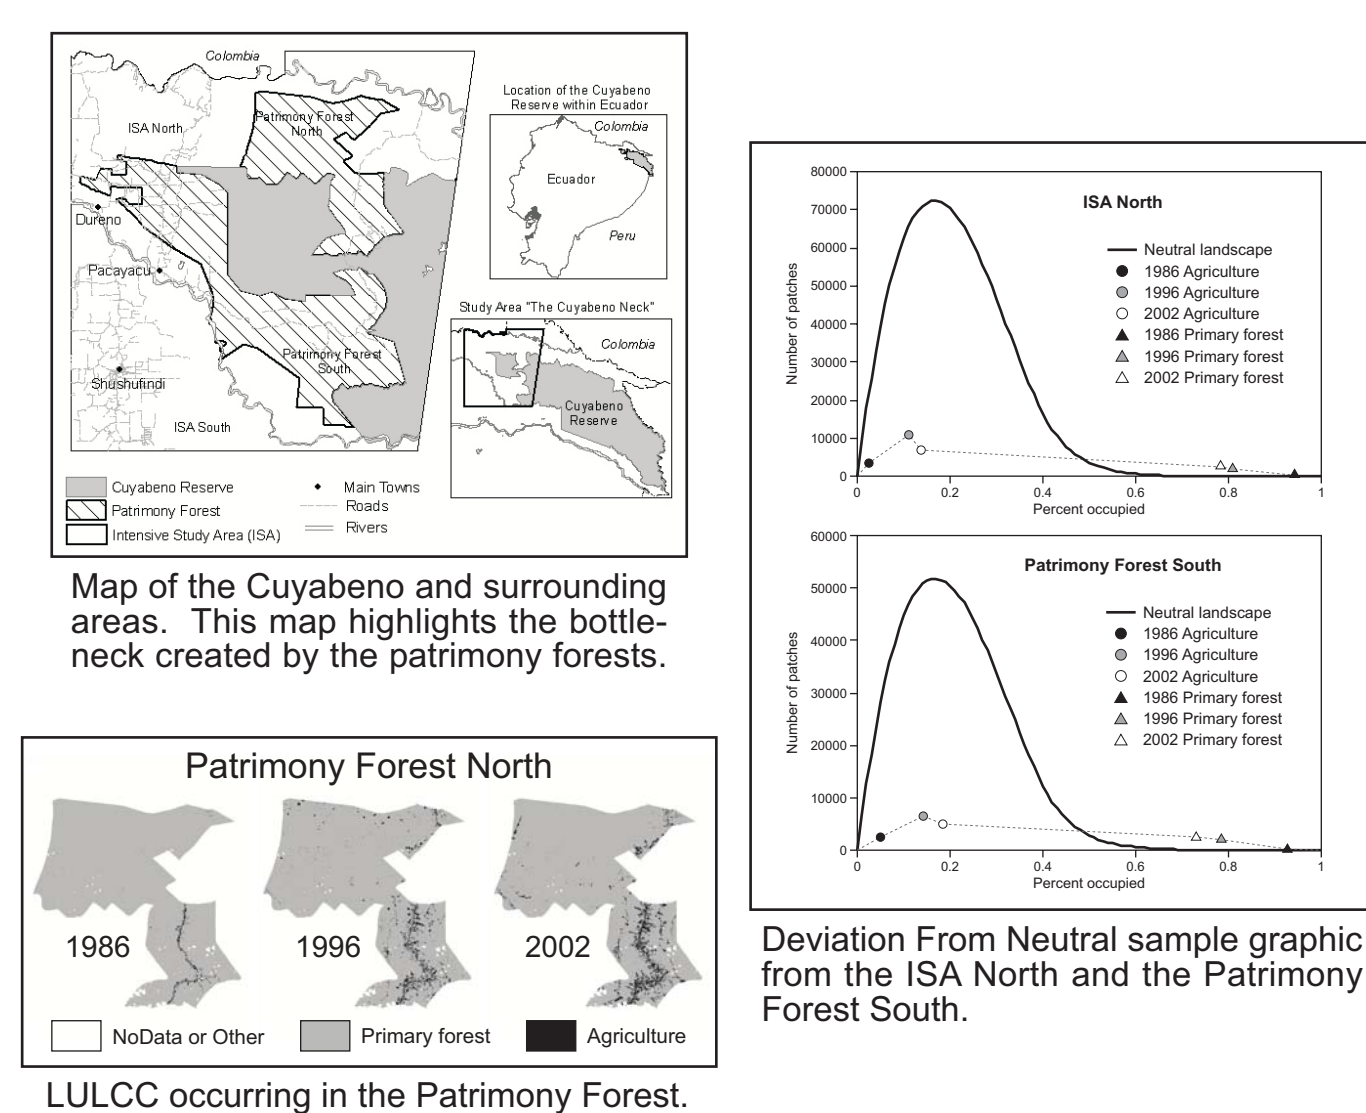 Colombia
ISA North
Patrimony Forest
North
Dureno
Pacayacu
Patrimony Forest
South
Shushufindi
ISA South
Location of the Cuyabeno
Reserve within Ecuador
Colombia
Ecuador
Peru
Study Area "The Cuyabeno Neck"
Colombia
Cuyabeno
Reserve
Cuyabeno Reserve
Patrimony Forest
Intensive Study Area (ISA)
Main Towns
Roads
Rivers
Map of the Cuyabeno and surrounding
areas. This map highlights the bottle-
neck created by the patrimony forests.
Patrimony Forest North
1986
1996
2002
NoData or Other
Primary forest
Agriculture
LULCC occurring in the Patrimony Forest.
80000
70000
60000
50000
40000
30000
20000
10000
0
Number of patches
ISA North
Neutral landscape
1986 Agriculture
1996 Agriculture
2002 Agriculture
1986 Primary forest
1996 Primary forest
2002 Primary forest
0 0.2 0.4 0.6 0.8 1
Percent occupied
60000
50000
40000
30000
20000
10000
0
Number of patches
Patrimony Forest South
Neutral landscape
1986 Agriculture
1996 Agriculture
2002 Agriculture
1986 Primary forest
1996 Primary forest
2002 Primary forest
0 0.2 0.4 0.6 0.8 1
Percent occupied
Deviation From Neutral sample graphic
from the ISA North and the Patrimony
Forest South.